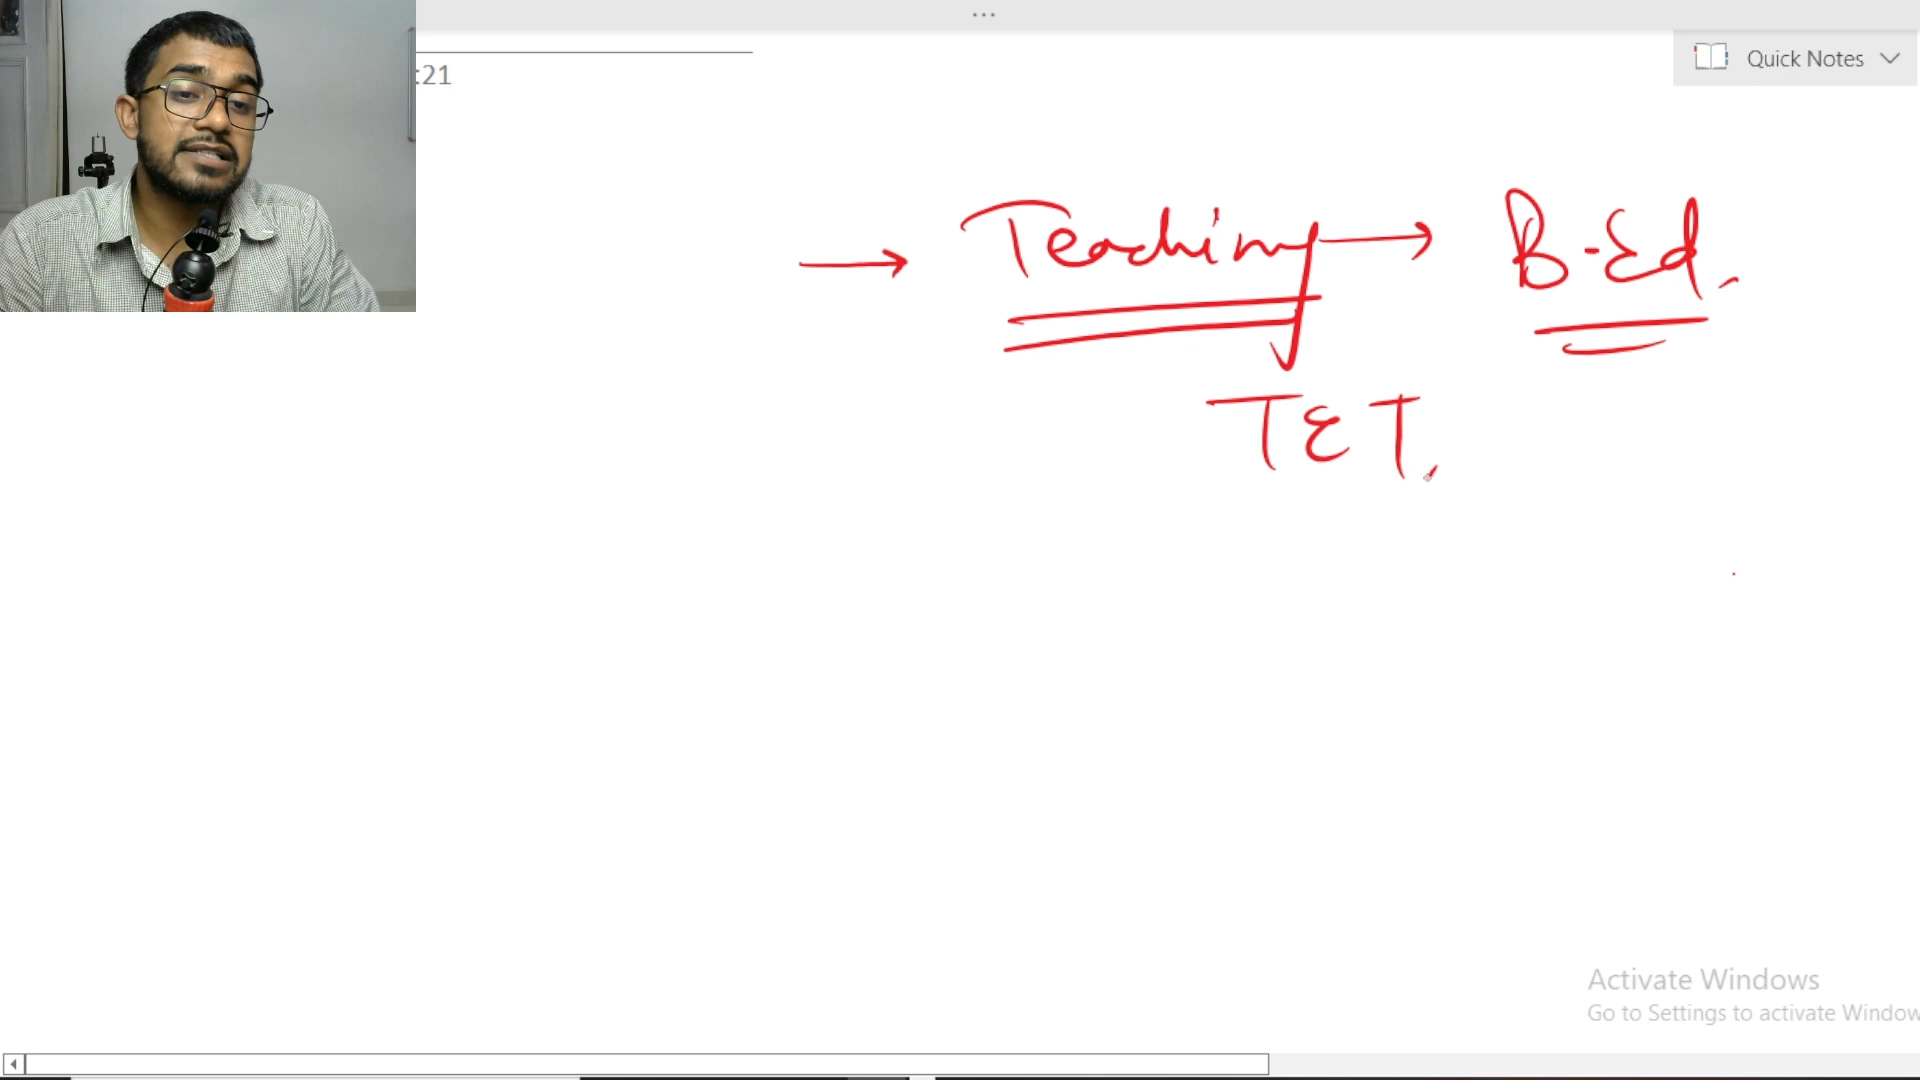 ...
:21
Quick Notes
→ Teaching → B-Ed.
TET.
Activate Windows
Go to Settings to activate Window